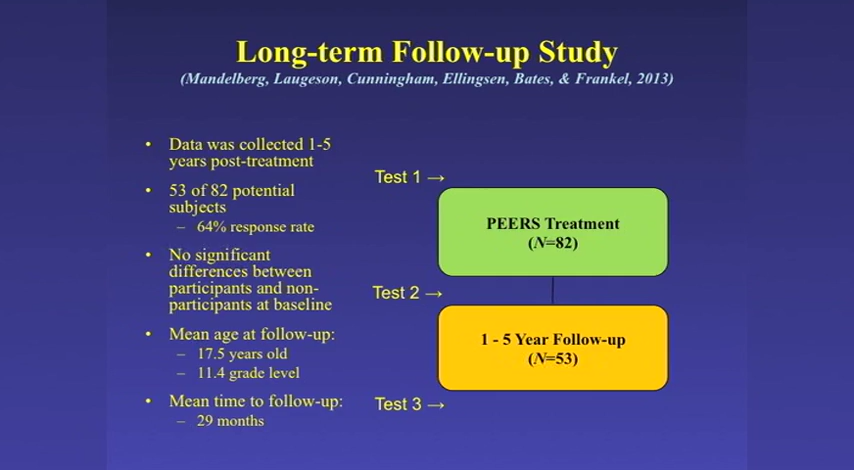 Long-term Follow-up Study
(Mandelberg, Laugeson, Cunningham, Ellingsen, Bates, & Frankel, 2013)
• Data was collected 1-5
years post-treatment
• 53 of 82 potential
subjects
– 64% response rate
• No significant
differences between
participants and non-
participants at baseline
• Mean age at follow-up:
– 17.5 years old
– 11.4 grade level
• Mean time to follow-up:
– 29 months
Test 1 →
PEERS Treatment
(N=82)
Test 2 →
1 - 5 Year Follow-up
(N=53)
Test 3 →